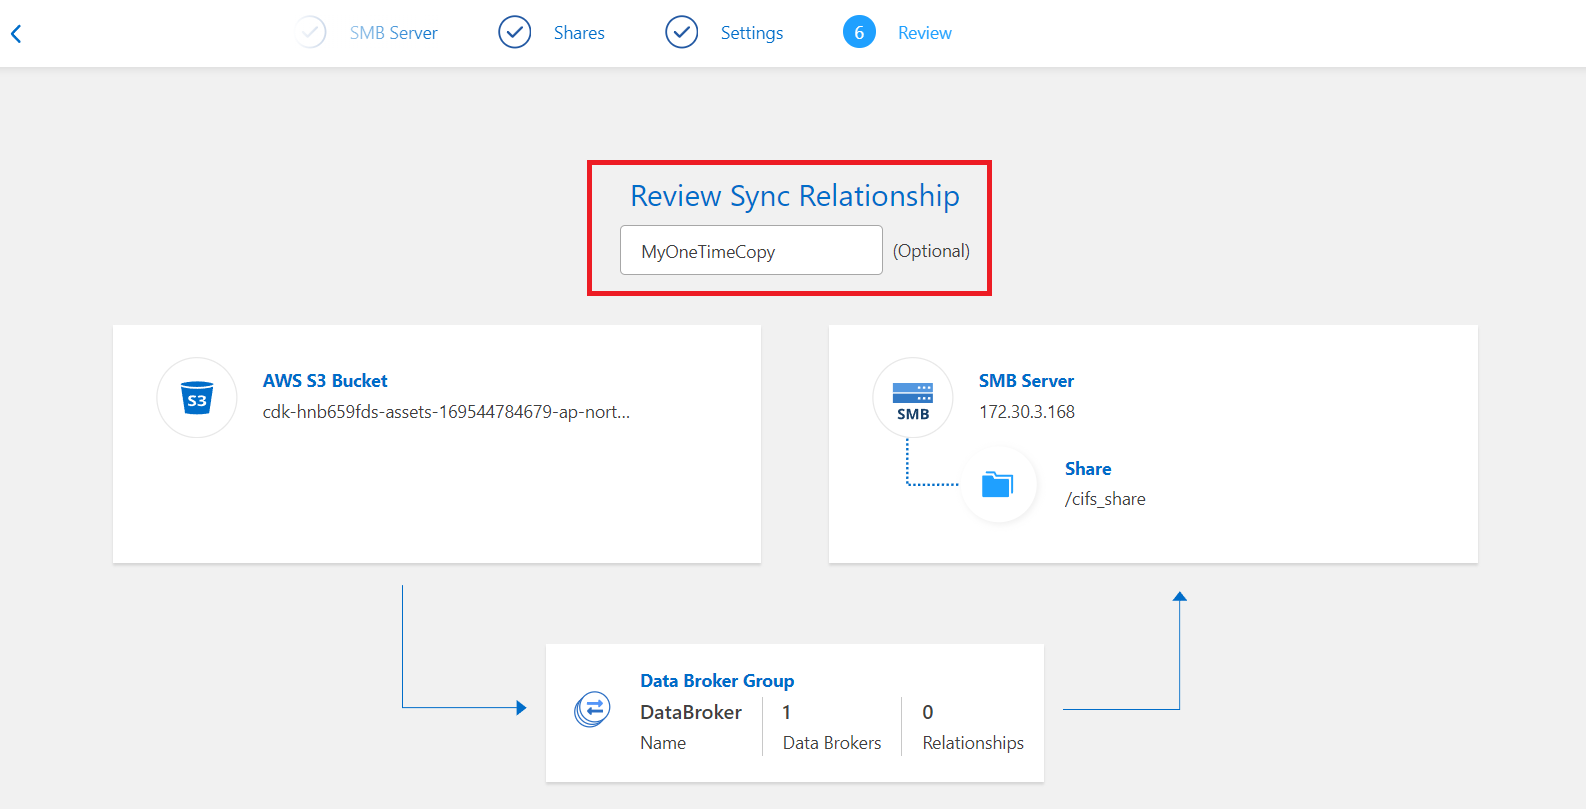 SMB Server
Shares
Settings
6
Review
Review Sync Relationship
MyOneTimeCopy
(Optional)
S3
AWS S3 Bucket
cdk-hnb659fds-assets-169544784679-ap-nort...
SMB
SMB Server
172.30.3.168
Share
/cifs_share
Data Broker Group
DataBroker 1 0
Name Data Brokers Relationships